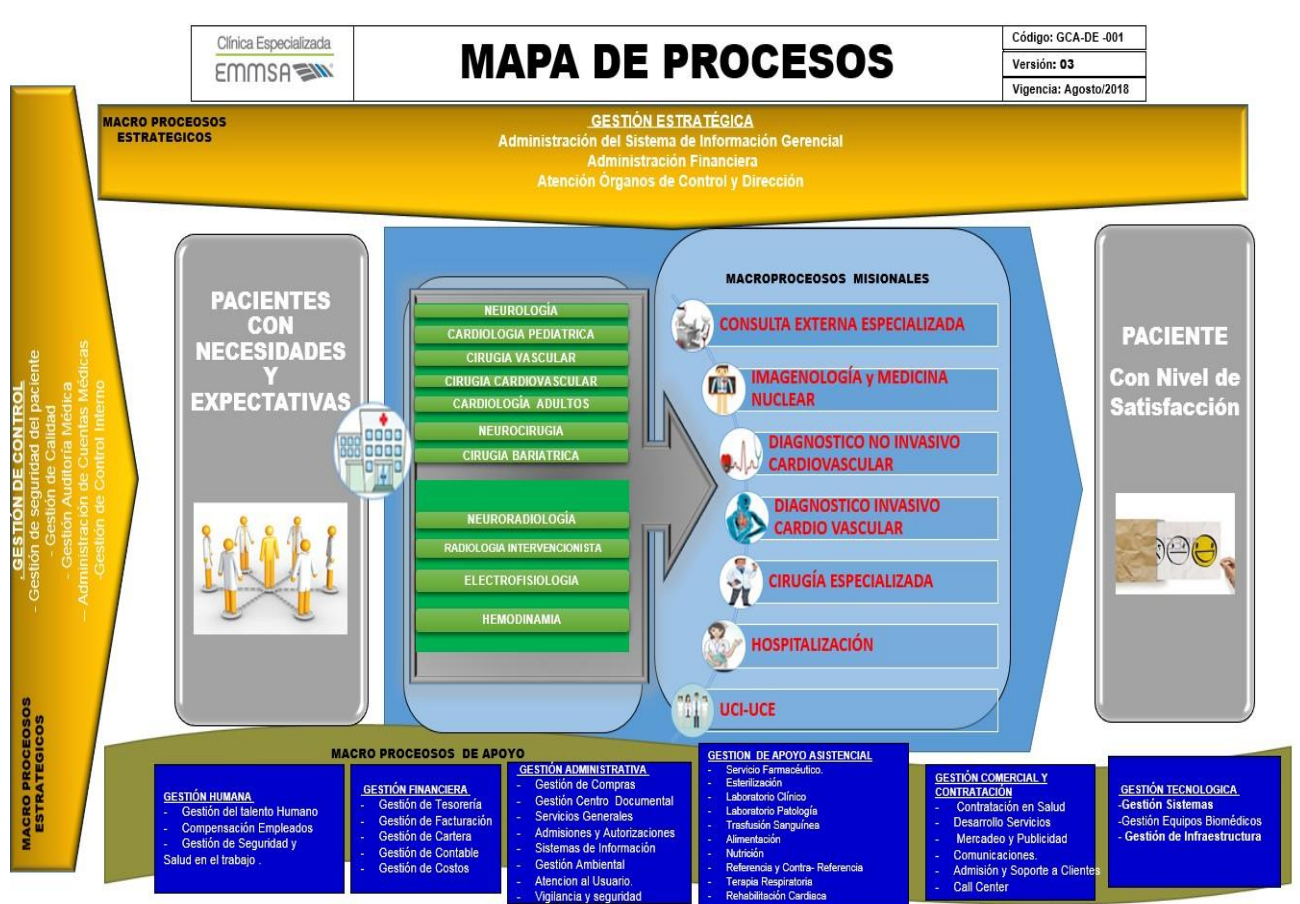 Clínica Especializada
EMMSA
MAPA DE PROCESOS
Código: GCA-DE -001
Versión: 03
Vigencia: Agosto/2018
MACRO PROCEOSOS
ESTRATEGICOS
GESTIÓN ESTRATÉGICA
Administración del Sistema de Información Gerencial
Administración Financiera
Atención Órganos de Control y Dirección
- GESTIÓN DE CONTROL
- Gestión de seguridad del paciente
- Gestión de Calidad
- Gestión Auditoría Médica
– Administración de Cuentas Médicas
-Gestión de Control Interno
MACRO PROCEOSOS
ESTRATEGICOS
PACIENTES
CON
NECESIDADES
Y
EXPECTATIVAS
NEUROLOGÍA
CARDIOLOGIA PEDIATRICA
CIRUGIA VASCULAR
CIRUGIA CARDIOVASCULAR
CARDIOLOGÍA ADULTOS
NEUROCIRUGIA
CIRUGIA BARIATRICA
NEURORADIOLOGÍA
RADIOLOGIA INTERVENCIONISTA
ELECTROFISIOLOGIA
HEMODINAMIA
MACROPROCEOSOS MISIONALES
CONSULTA EXTERNA ESPECIALIZADA
IMAGENOLOGÍA y MEDICINA
NUCLEAR
DIAGNOSTICO NO INVASIVO
CARDIOVASCULAR
DIAGNOSTICO INVASIVO
CARDIO VASCULAR
CIRUGÍA ESPECIALIZADA
HOSPITALIZACIÓN
UCI-UCE
PACIENTE
Con Nivel de
Satisfacción
MACRO PROCEOSOS DE APOYO
GESTIÓN HUMANA
- Gestión del talento Humano
- Compensación Empleados
- Gestión de Seguridad y
Salud en el trabajo .
GESTIÓN FINANCIERA
- Gestión de Tesorería
- Gestión de Facturación
- Gestión de Cartera
- Gestión de Contable
- Gestión de Costos
GESTIÓN ADMINISTRATIVA
- Gestión de Compras
- Gestión Centro Documental
- Servicios Generales
- Admisiones y Autorizaciones
- Sistemas de Información
- Gestión Ambiental
- Atencion al Usuario.
- Vigilancia y seguridad
GESTION DE APOYO ASISTENCIAL
- Servicio Farmacéutico.
- Esterilización
- Laboratorio Clínico
- Laboratorio Patología
- Trasfusión Sanguínea
- Alimentación
- Nutrición
- Referencia y Contra- Referencia
- Terapia Respiratoria
- Rehabilitación Cardiaca
GESTIÓN COMERCIAL Y
CONTRATACIÓN
- Contratación en Salud
- Desarrollo Servicios
- Mercadeo y Publicidad
- Comunicaciones.
- Admisión y Soporte a Clientes
- Call Center
GESTIÓN TECNOLOGICA
-Gestión Sistemas
-Gestión Equipos Biomédicos
- Gestión de Infraestructura